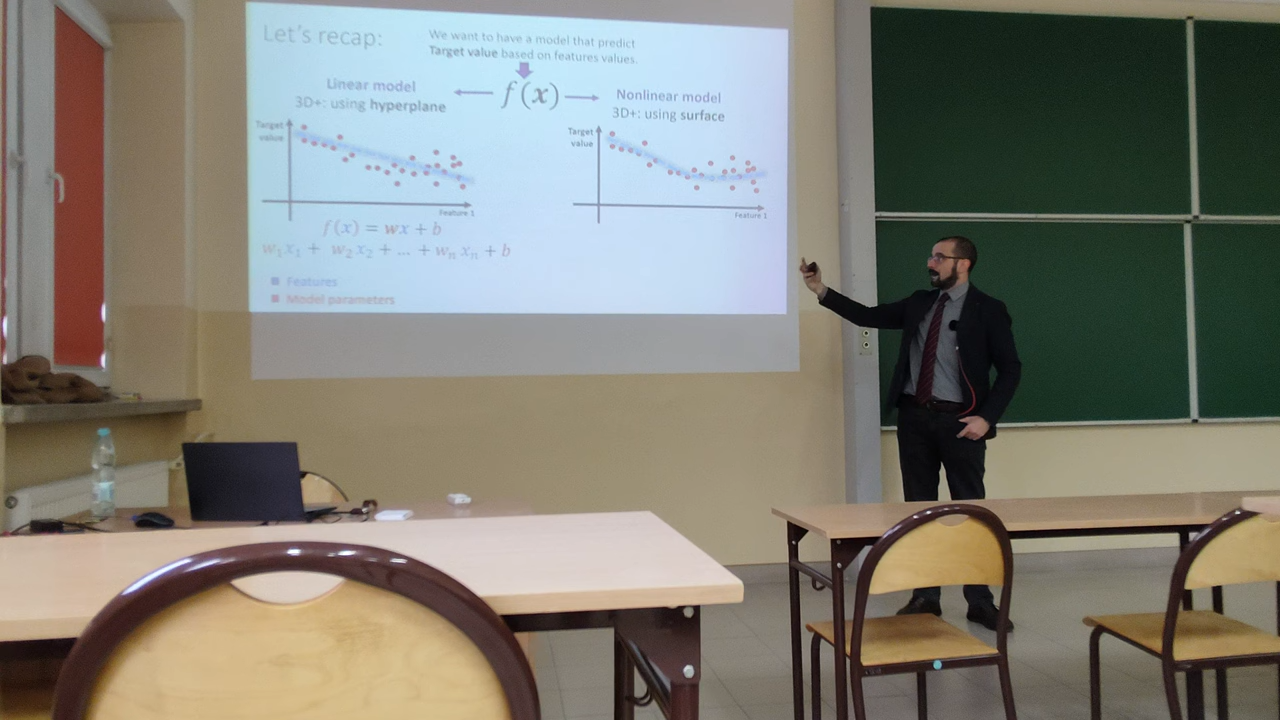 Let's recap:
We want to have a model that predict
Target value based on features values.
Linear model
3D+: using hyperplane
f(x)
Nonlinear model
3D+: using surface
Target
value
Feature 1
Target
value
Feature 1
f(x) = wx + b
w₁x₁ + w₂x₂ + ... + wₙxₙ + b
Features
Model parameters